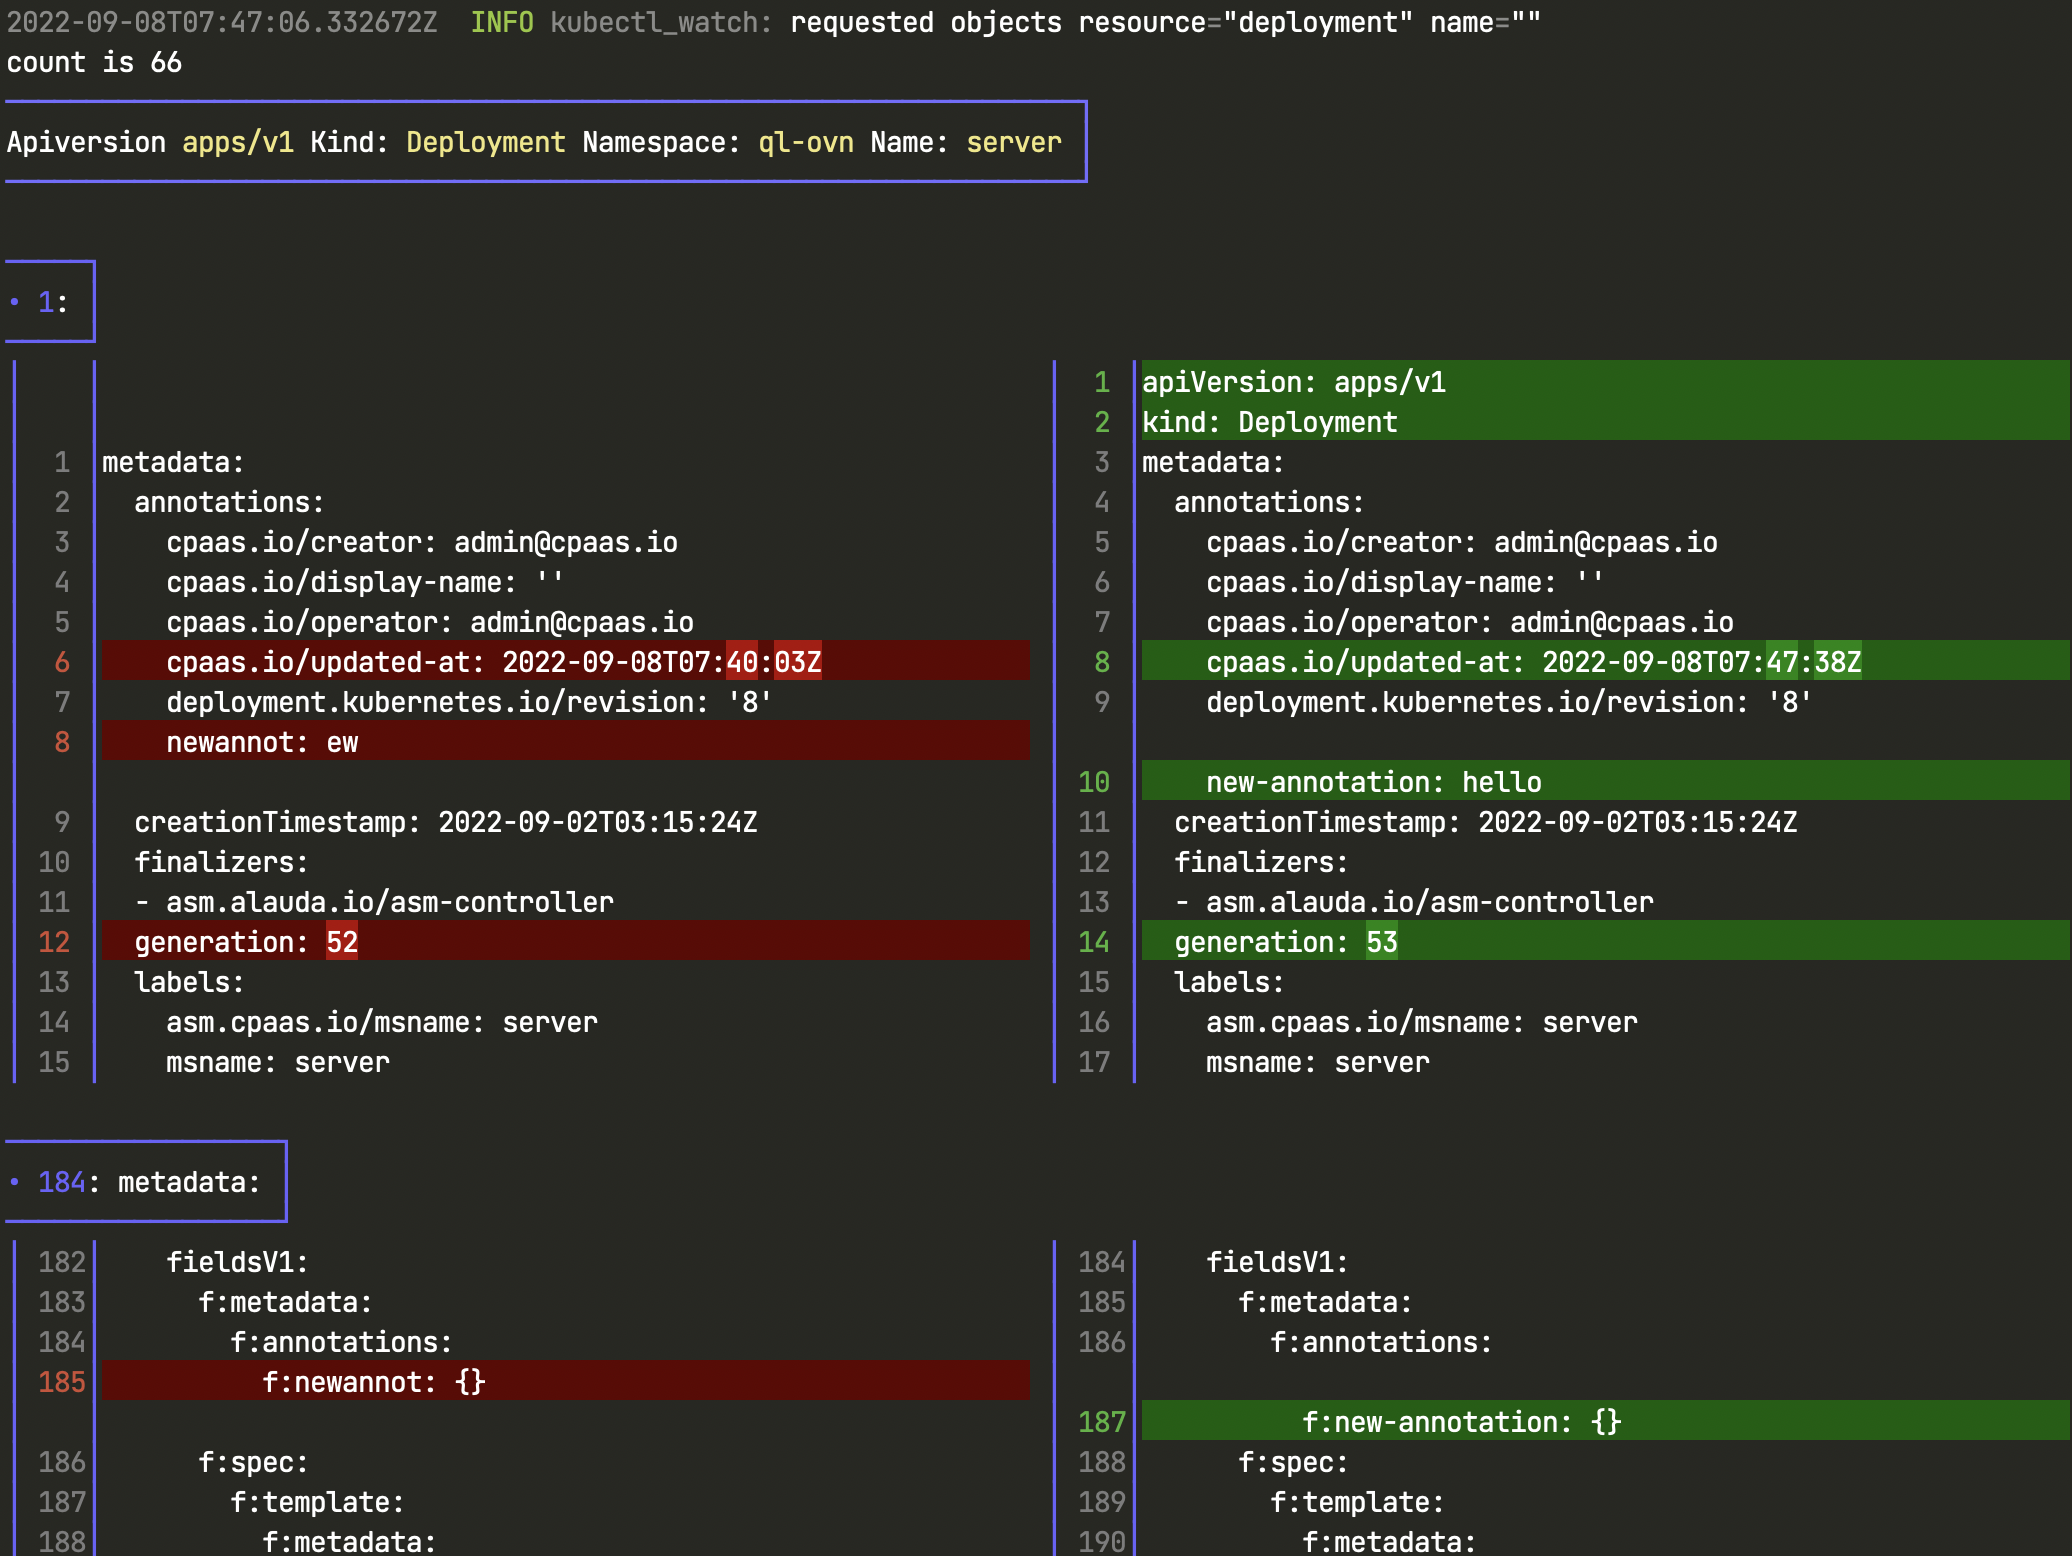 2022-09-08T07:47:06.332672Z  INFO kubectl_watch: requested objects resource="deployment" name=""
count is 66
Apiversion apps/v1 Kind: Deployment Namespace: ql-ovn Name: server
• 1:
1 apiVersion: apps/v1
2 kind: Deployment
1 metadata: 3 metadata:
2 annotations: 4 annotations:
3 cpaas.io/creator: admin@cpaas.io 5 cpaas.io/creator: admin@cpaas.io
4 cpaas.io/display-name: '' 6 cpaas.io/display-name: ''
5 cpaas.io/operator: admin@cpaas.io 7 cpaas.io/operator: admin@cpaas.io
6 cpaas.io/updated-at: 2022-09-08T07:40:03Z 8 cpaas.io/updated-at: 2022-09-08T07:47:38Z
7 deployment.kubernetes.io/revision: '8' 9 deployment.kubernetes.io/revision: '8'
8 newannot: ew
10 new-annotation: hello
9 creationTimestamp: 2022-09-02T03:15:24Z 11 creationTimestamp: 2022-09-02T03:15:24Z
10 finalizers: 12 finalizers:
11 - asm.alauda.io/asm-controller 13 - asm.alauda.io/asm-controller
12 generation: 52 14 generation: 53
13 labels: 15 labels:
14 asm.cpaas.io/msname: server 16 asm.cpaas.io/msname: server
15 msname: server 17 msname: server
• 184: metadata:
182 fieldsV1: 184 fieldsV1:
183 f:metadata: 185 f:metadata:
184 f:annotations: 186 f:annotations:
185 f:newannot: {}
187 f:new-annotation: {}
186 f:spec: 188 f:spec:
187 f:template: 189 f:template:
188 f:metadata: 190 f:metadata: